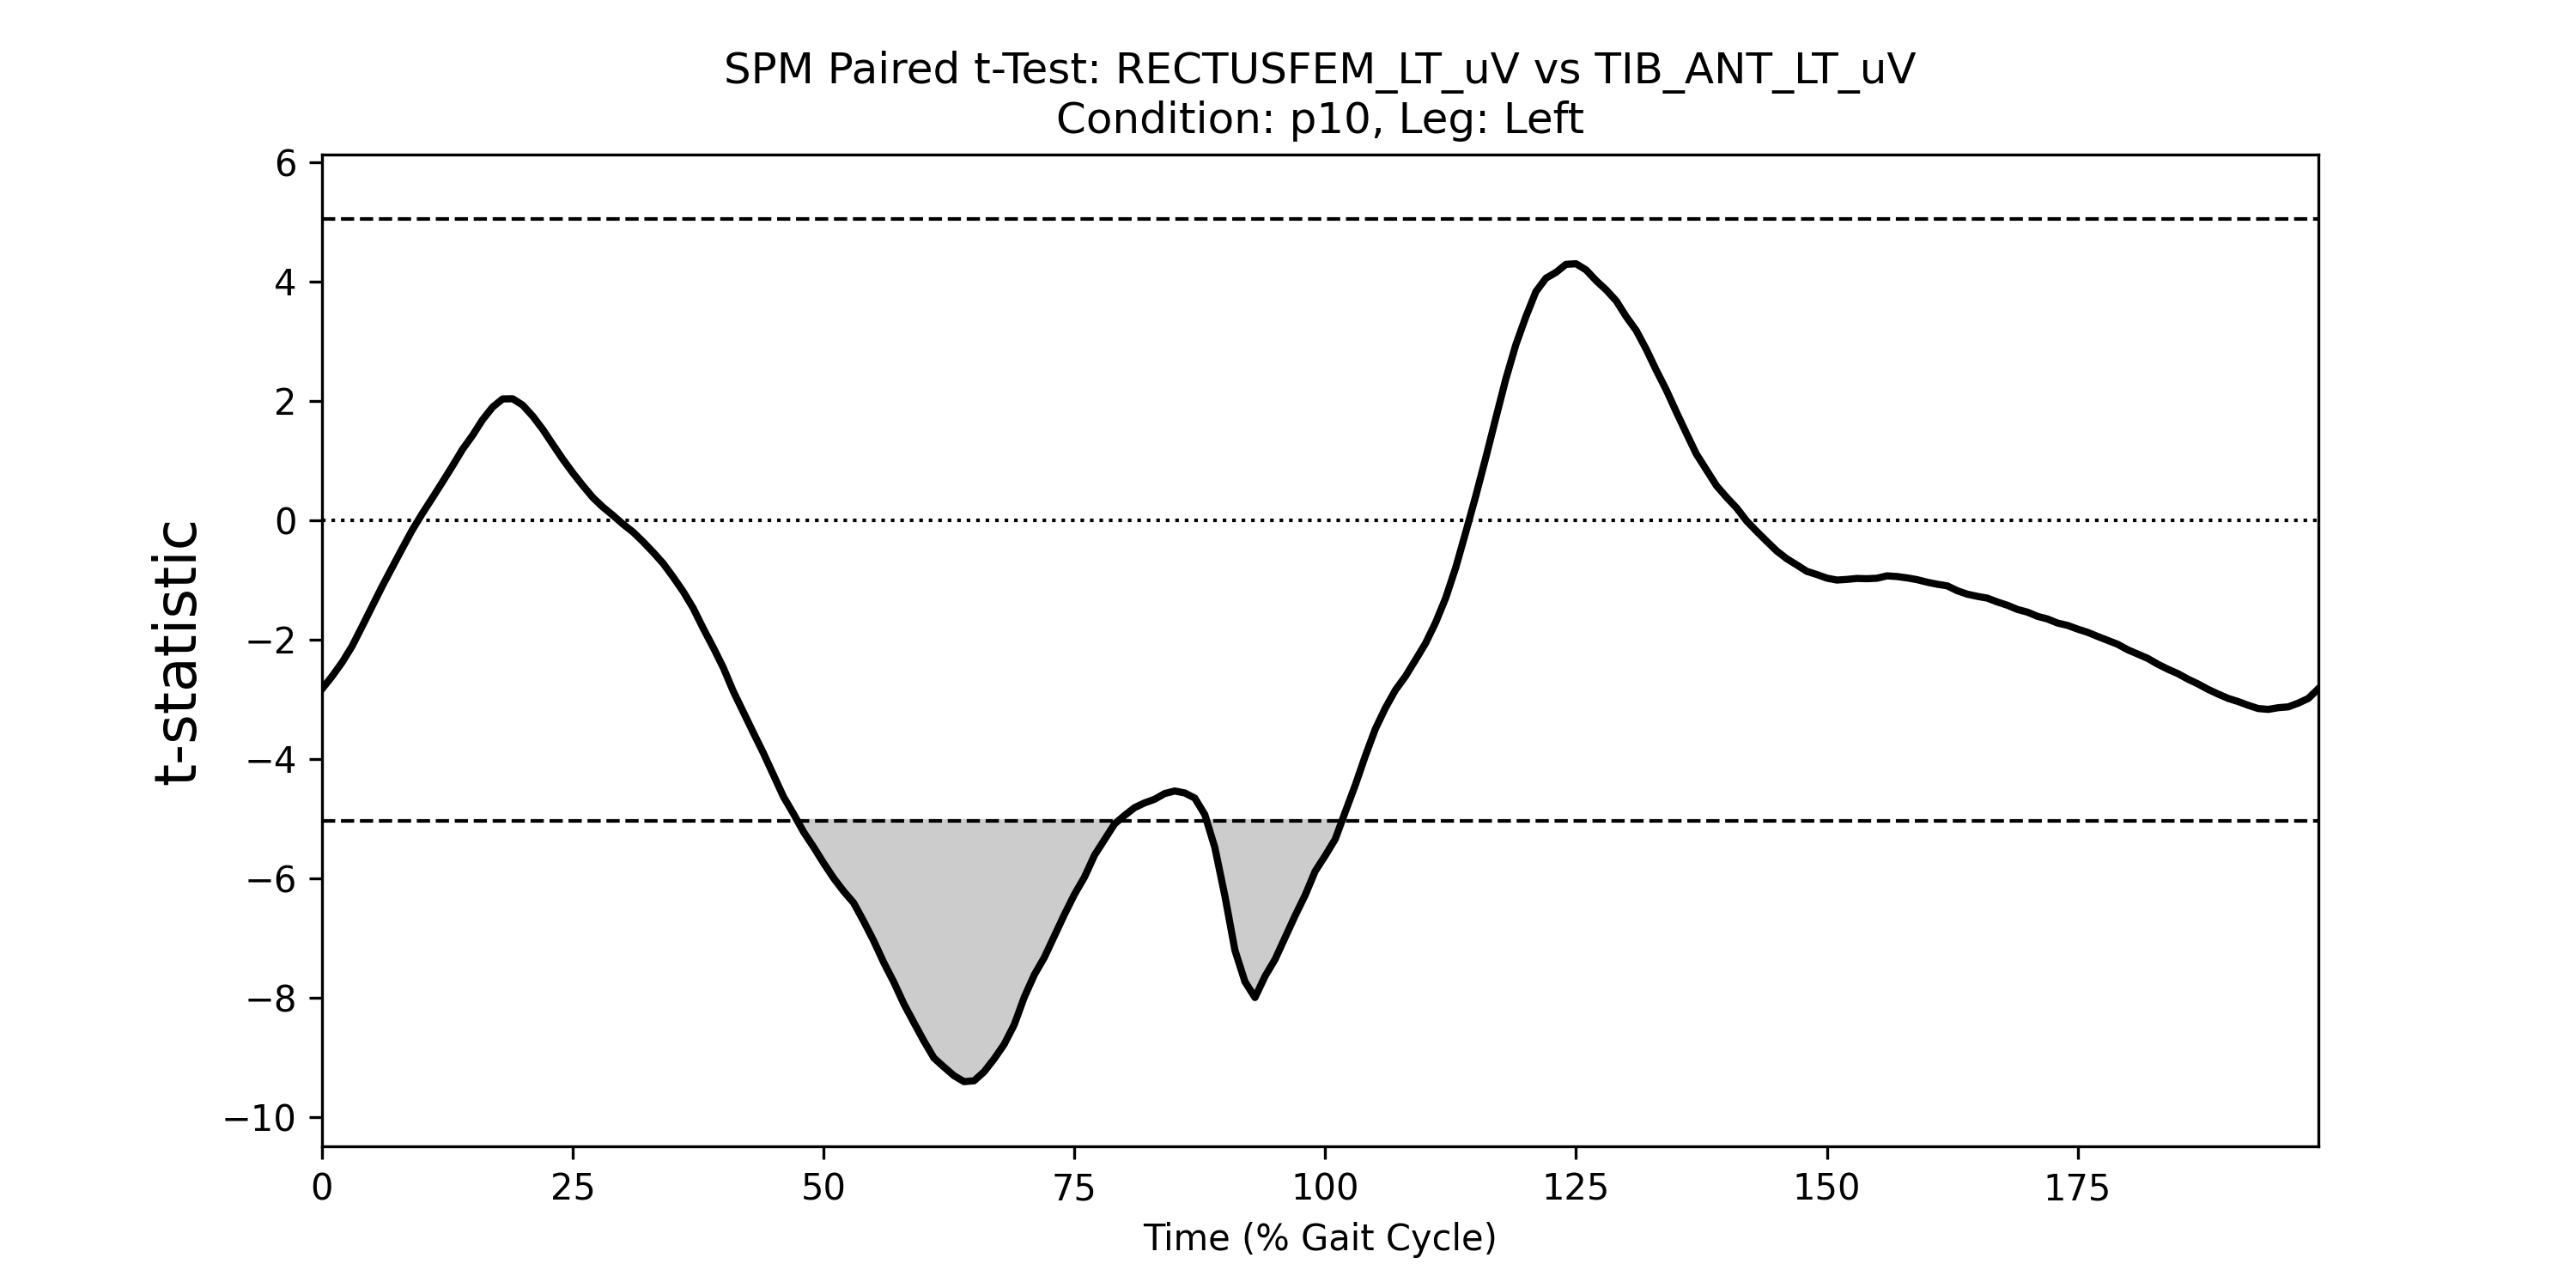 SPM Paired t-Test: RECTUSFEM_LT_uV vs TIB_ANT_LT_uV
Condition: p10, Leg: Left
t-statistic
6
4
2
0
−2
−4
−6
−8
−10
0 25 50 75 100 125 150 175
Time (% Gait Cycle)